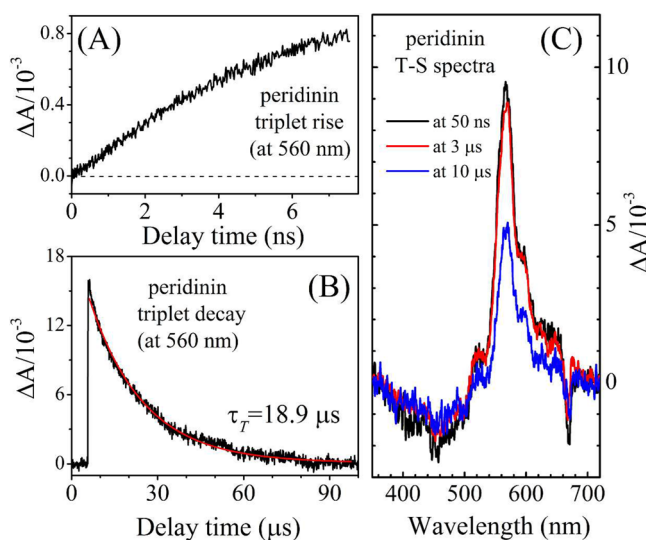 (A)
0.8
0.4
0.0
ΔA/10⁻³
peridinin
triplet rise
(at 560 nm)
0 2 4 6
Delay time (ns)
(B)
18
12
6
0
ΔA/10⁻³
peridinin
triplet decay
(at 560 nm)
τ_T=18.9 μs
0 30 60 90
Delay time (μs)
(C)
peridinin
T-S spectra
at 50 ns
at 3 μs
at 10 μs
10
5
0
ΔA/10⁻³
400 500 600 700
Wavelength (nm)